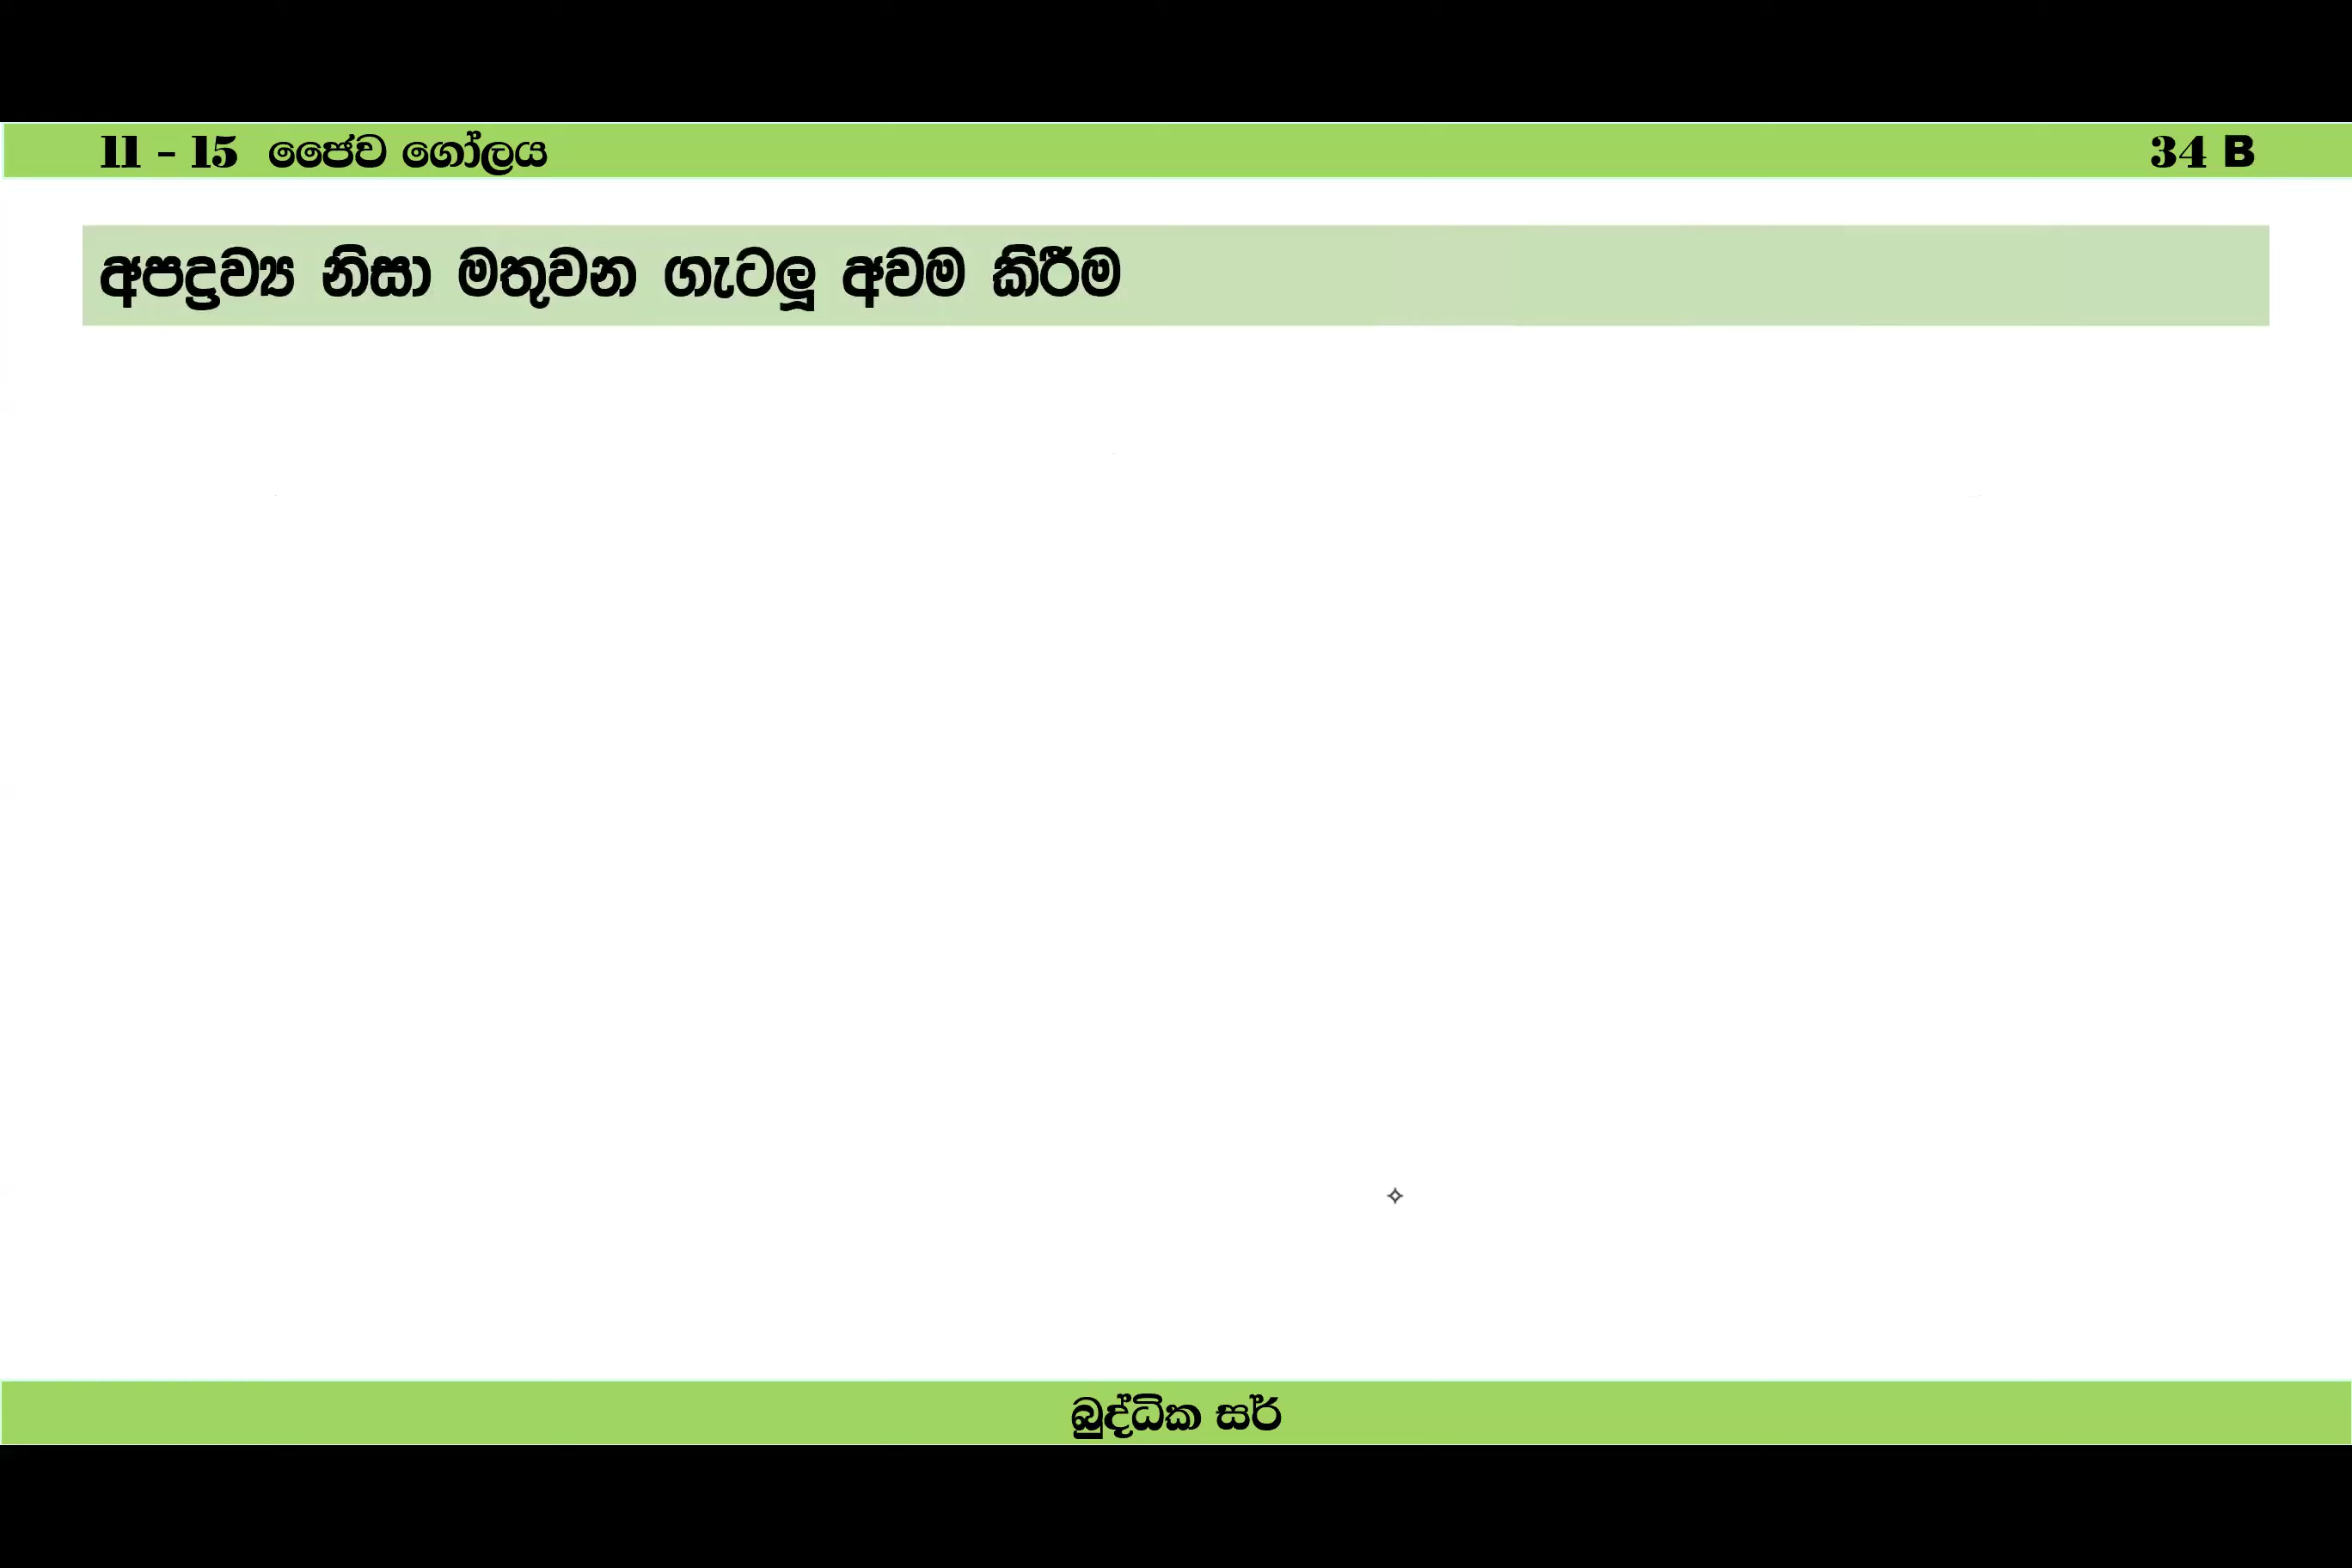 11 - 15 ජෛව ගෝලය
34 B
අපද්‍රව්‍ය නිසා මතුවන ගැටලූ අවම කිරීම
බුද්ධික සර්